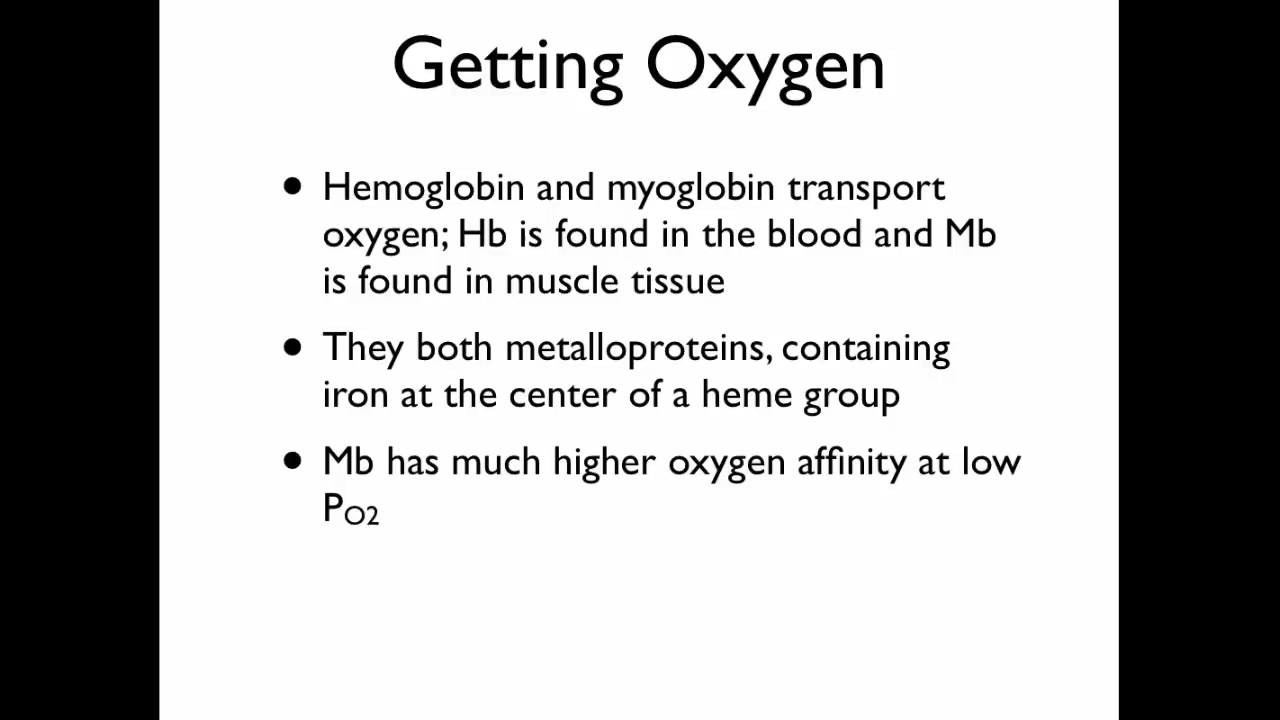 Getting Oxygen
• Hemoglobin and myoglobin transport
oxygen; Hb is found in the blood and Mb
is found in muscle tissue
• They both metalloproteins, containing
iron at the center of a heme group
• Mb has much higher oxygen affinity at low
PO2